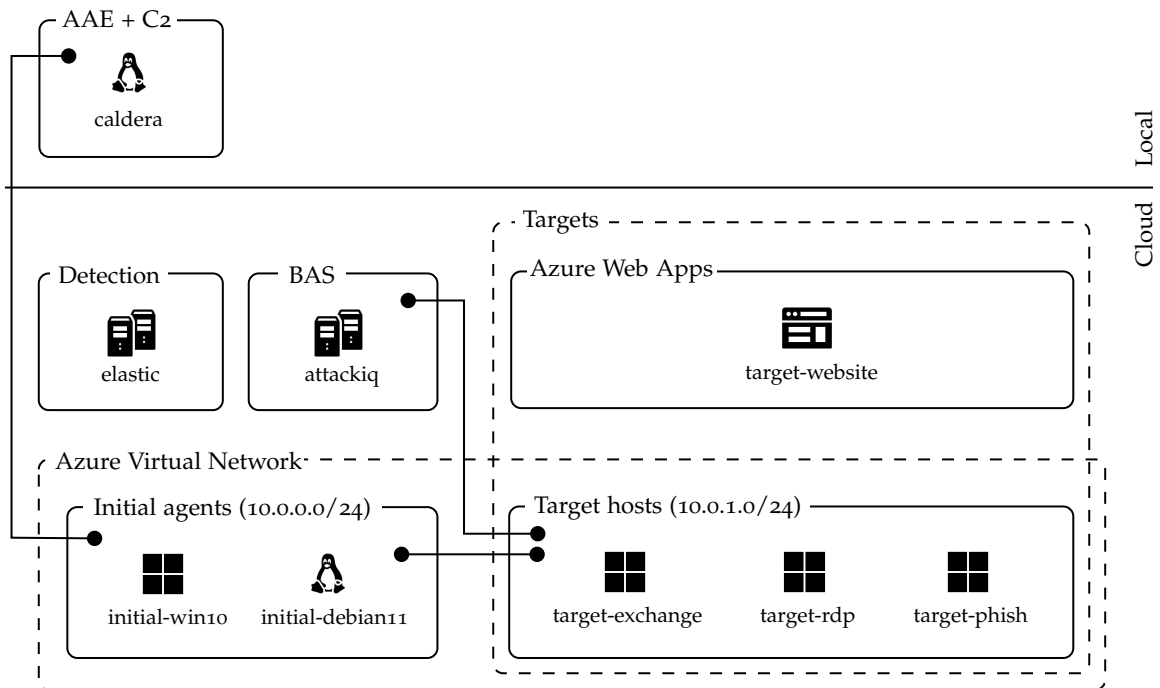 AAE + C2
caldera
Local
Cloud
Targets
Detection
BAS
Azure Web Apps
elastic
attackiq
target-website
Azure Virtual Network
Initial agents (10.0.0.0/24)
Target hosts (10.0.1.0/24)
initial-win10
initial-debian11
target-exchange
target-rdp
target-phish